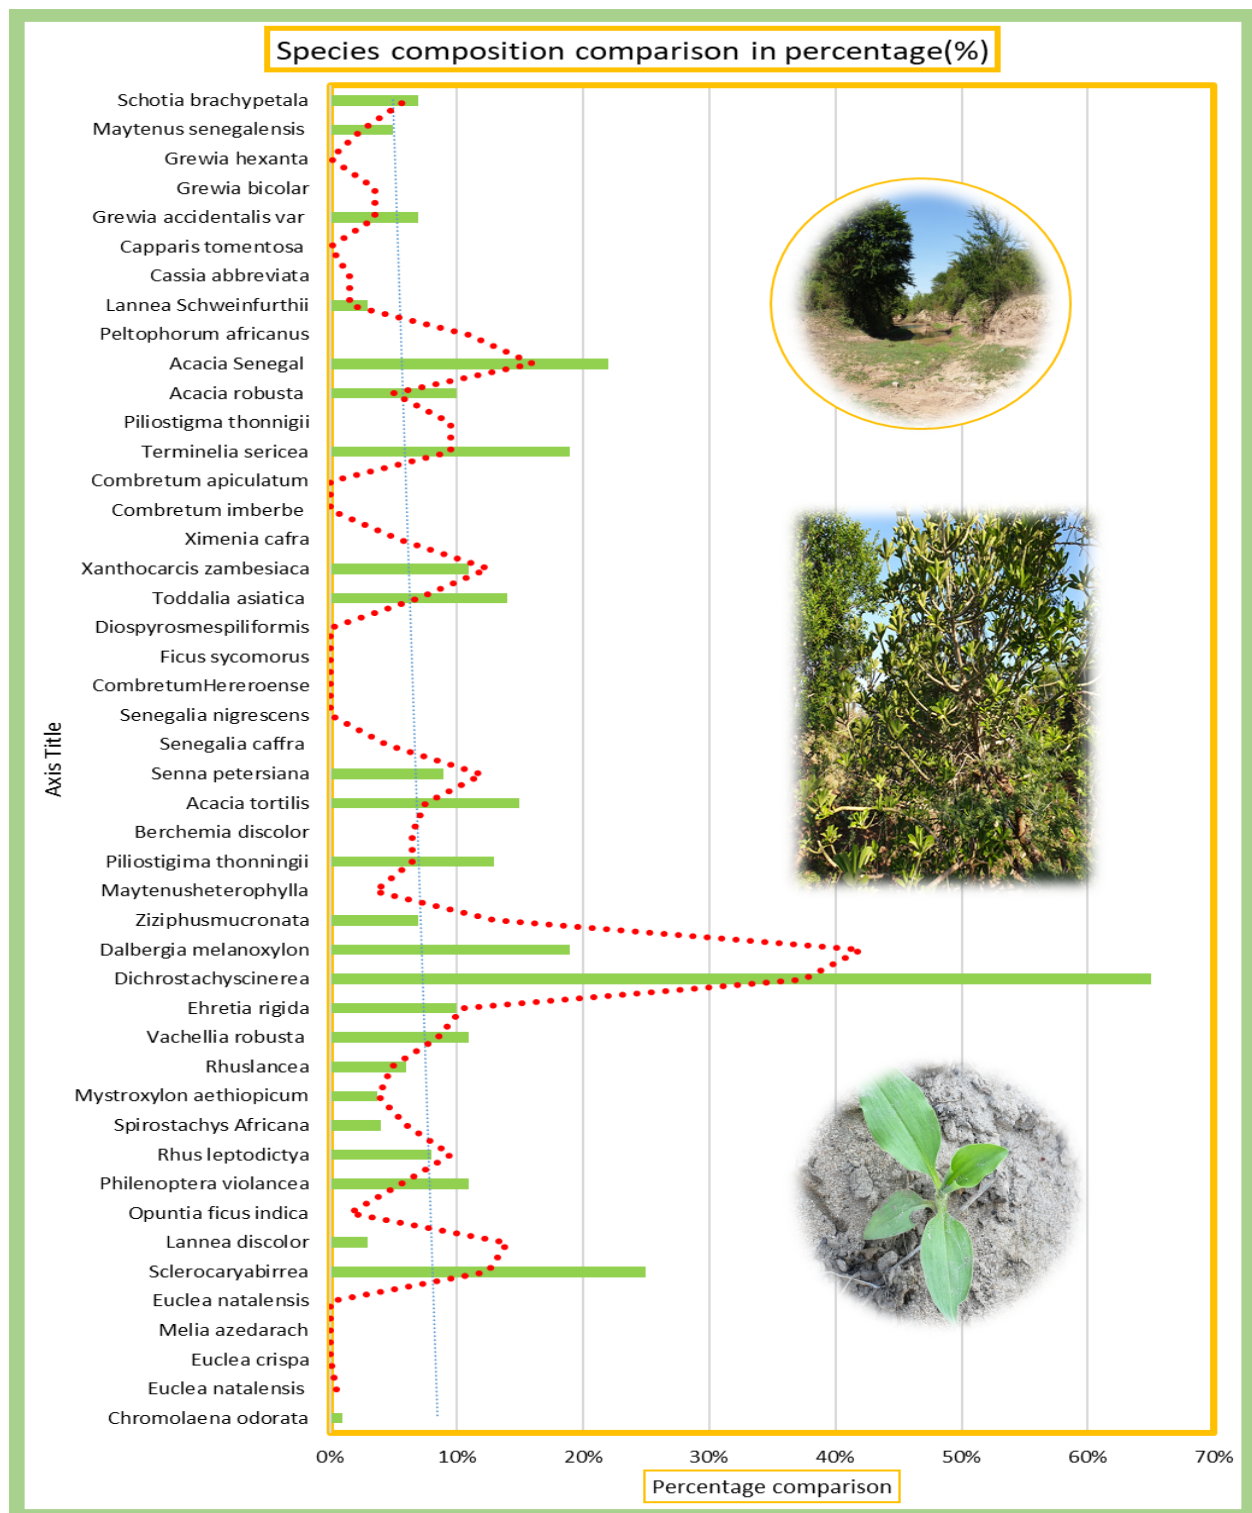 Species composition comparison in percentage(%)
Schotia brachypetala
Maytenus senegalensis
Grewia hexanta
Grewia bicolar
Grewia accidentalis var
Capparis tomentosa
Cassia abbreviata
Lannea Schweinfurthii
Peltophorum africanus
Acacia Senegal
Acacia robusta
Piliostigma thonnigii
Terminelia sericea
Combretum apiculatum
Combretum imberbe
Ximenia cafra
Xanthocarcis zambesiaca
Toddalia asiatica
Diospyrosmespiliformis
Ficus sycomorus
CombretumHereroense
Senegalia nigrescens
Senegalia caffra
Senna petersiana
Acacia tortilis
Berchemia discolor
Piliostigima thonningii
Maytenusheterophylla
Ziziphusmucronata
Dalbergia melanoxylon
Dichrostachyscinerea
Ehretia rigida
Vachellia robusta
Rhuslancea
Mystroxylon aethiopicum
Spirostachys Africana
Rhus leptodictya
Philenoptera violancea
Opuntia ficus indica
Lannea discolor
Sclerocaryabirrea
Euclea natalensis
Melia azedarach
Euclea crispa
Euclea natalensis
Chromolaena odorata
Axis Title
0% 10% 20% 30% 40% 50% 60% 70%
Percentage comparison